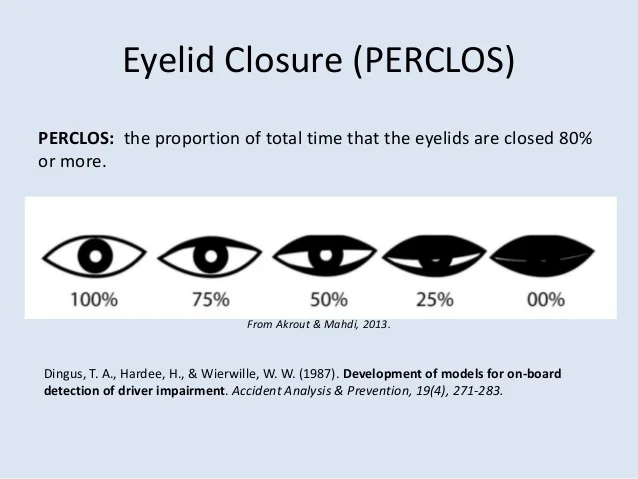 Eyelid Closure (PERCLOS)
PERCLOS:  the proportion of total time that the eyelids are closed 80%
or more.
100% 75% 50% 25% 00%
From Akrout & Mahdi, 2013.
Dingus, T. A., Hardee, H., & Wierwille, W. W. (1987). Development of models for on-board
detection of driver impairment. Accident Analysis & Prevention, 19(4), 271-283.